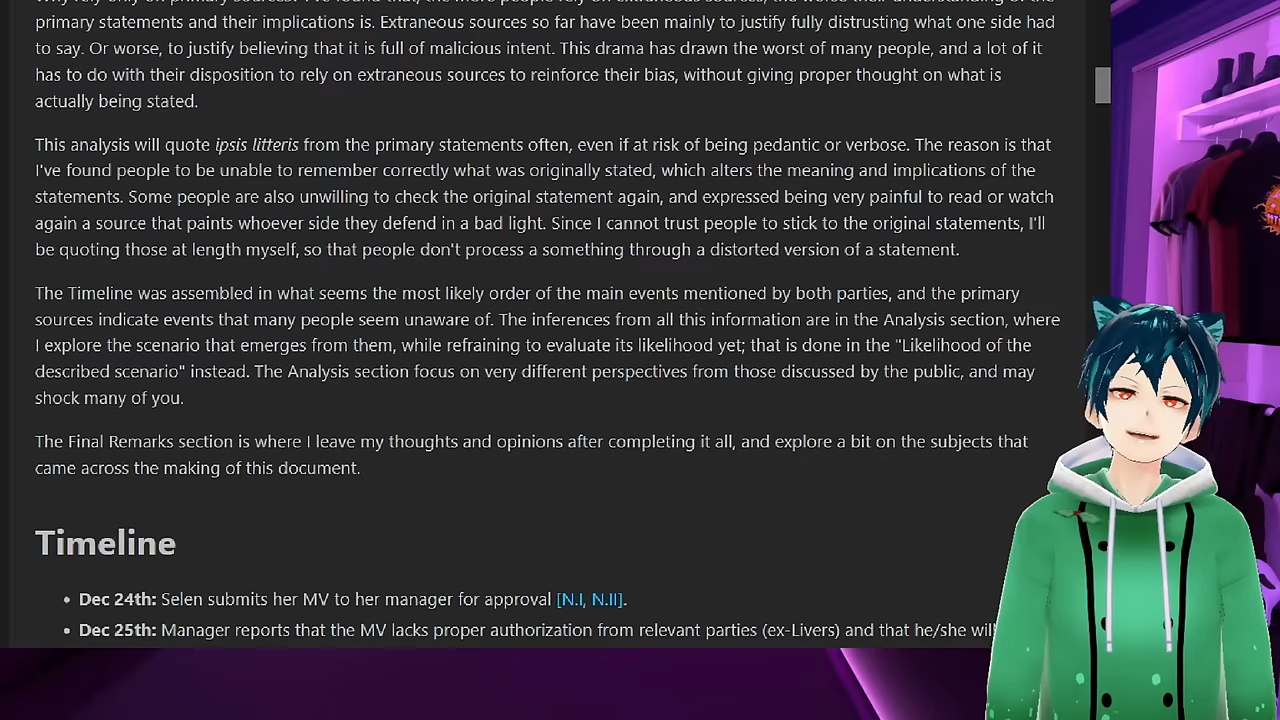 primary statements and their implications is. Extraneous sources so far have been mainly to justify fully distrusting what one side had
to say. Or worse, to justify believing that it is full of malicious intent. This drama has drawn the worst of many people, and a lot of it
has to do with their disposition to rely on extraneous sources to reinforce their bias, without giving proper thought on what is
actually being stated.
This analysis will quote ipsis litteris from the primary statements often, even if at risk of being pedantic or verbose. The reason is that
I've found people to be unable to remember correctly what was originally stated, which alters the meaning and implications of the
statements. Some people are also unwilling to check the original statement again, and expressed being very painful to read or watch
again a source that paints whoever side they defend in a bad light. Since I cannot trust people to stick to the original statements, I'll
be quoting those at length myself, so that people don't process a something through a distorted version of a statement.
The Timeline was assembled in what seems the most likely order of the main events mentioned by both parties, and the primary
sources indicate events that many people seem unaware of. The inferences from all this information are in the Analysis section, where
I explore the scenario that emerges from them, while refraining to evaluate its likelihood yet; that is done in the "Likelihood of the
described scenario" instead. The Analysis section focus on very different perspectives from those discussed by the public, and may
shock many of you.
The Final Remarks section is where I leave my thoughts and opinions after completing it all, and explore a bit on the subjects that
came across the making of this document.
Timeline
• Dec 24th: Selen submits her MV to her manager for approval [N.I, N.II].
• Dec 25th: Manager reports that the MV lacks proper authorization from relevant parties (ex-Livers) and that he/she will